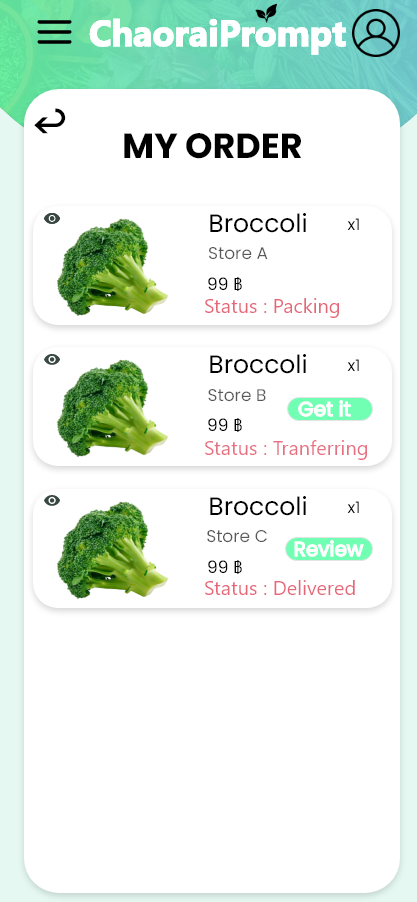 ChaoraiPrompt
MY ORDER
Broccoli x1
Store A
99 ฿
Status : Packing
Broccoli x1
Store B
Get it
99 ฿
Status : Tranferring
Broccoli x1
Store C
Review
99 ฿
Status : Delivered